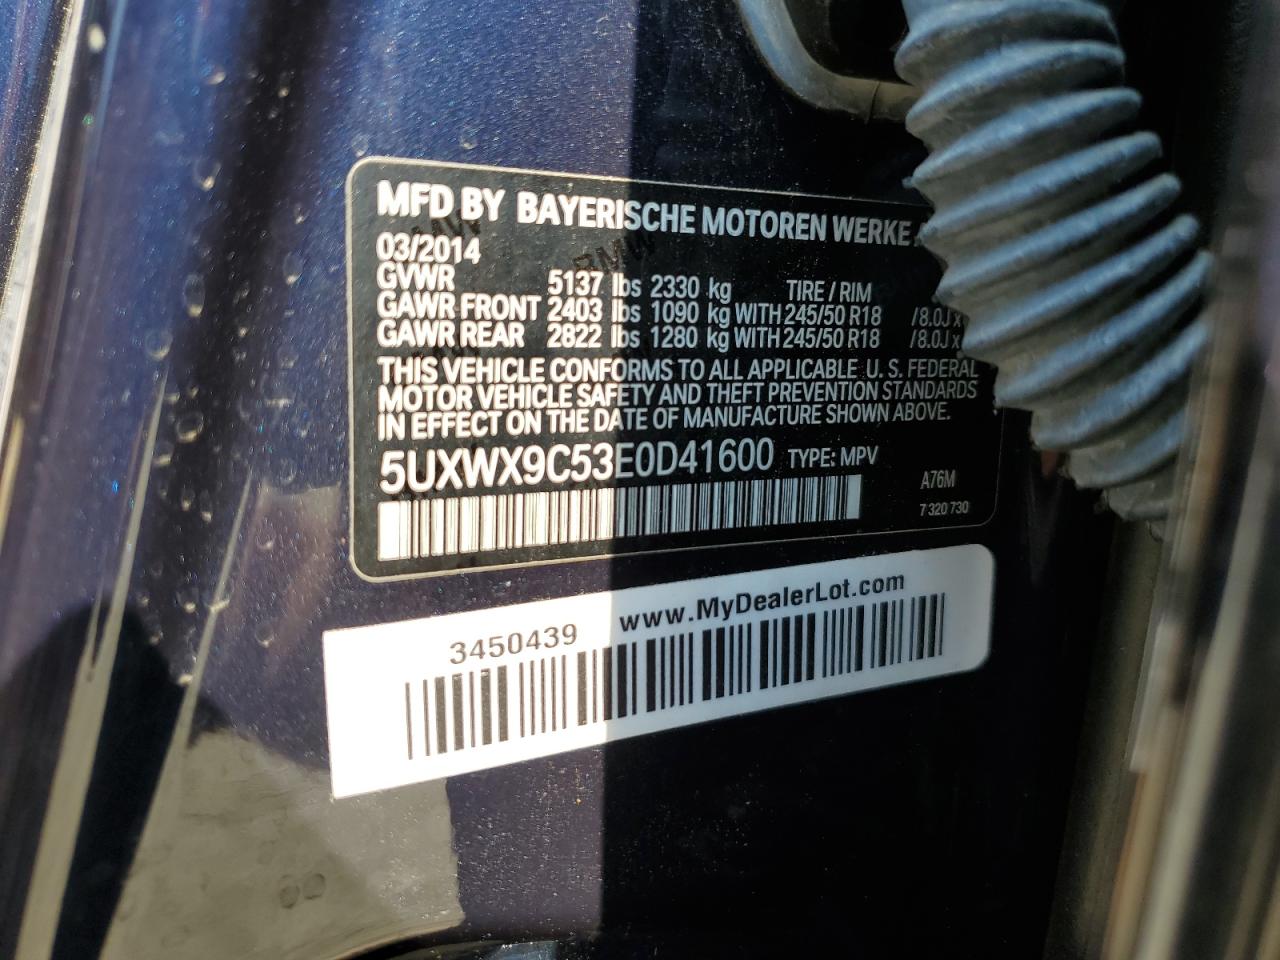 MFD BY BAYERISCHE MOTOREN WERKE
03/2014
GVWR 5137 lbs 2330 kg TIRE / RIM
GAWR FRONT 2403 lbs 1090 kg WITH 245/50 R18 /8.0J x
GAWR REAR 2822 lbs 1280 kg WITH 245/50 R18 /8.0J x
THIS VEHICLE CONFORMS TO ALL APPLICABLE U.S. FEDERAL
MOTOR VEHICLE SAFETY AND THEFT PREVENTION STANDARDS
IN EFFECT ON THE DATE OF MANUFACTURE SHOWN ABOVE.
5UXWX9C53E0D41600 TYPE: MPV
A76M
7 320 730
3450439 www.MyDealerLot.com